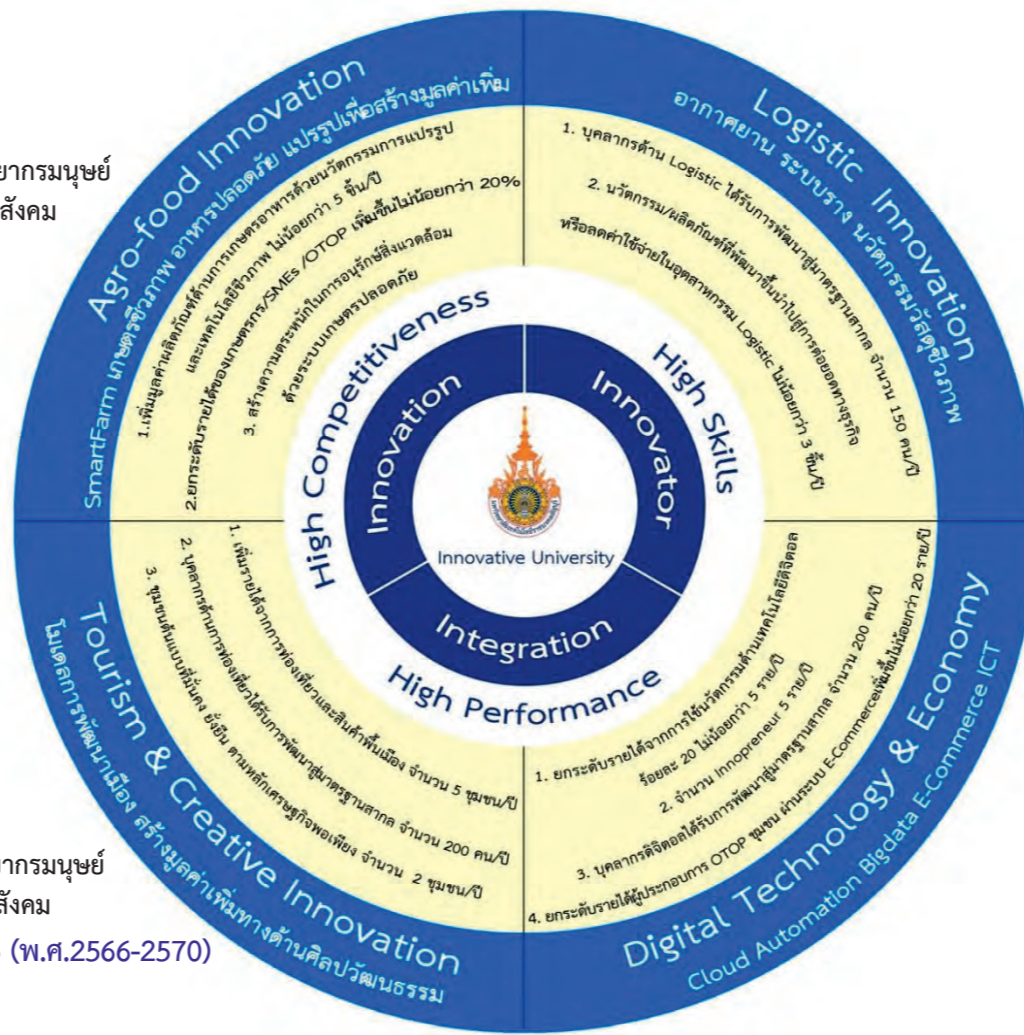 ยากรมนุษย์
สังคม
Agro-food Innovation
SmartFarm เกษตรชีวภาพ อาหารปลอดภัย แปรรูปเพื่อสร้างมูลค่าเพิ่ม
1.เพิ่มมูลค่าผลิตภัณฑ์ด้านการเกษตรอาหารด้วยนวัตกรรมการแปรรูป
และเทคโนโลยีชีวภาพ ไม่น้อยกว่า 5 ชิ้น/ปี
2.ยกระดับรายได้ของเกษตรกร/SMEs /OTOP เพิ่มขึ้นไม่น้อยกว่า 20%
3. สร้างความตระหนักในการอนุรักษ์สิ่งแวดล้อม
ด้วยระบบเกษตรปลอดภัย
Logistic Innovation
อากาศยาน ระบบราง นวัตกรรมวัสดุชีวภาพ
1. บุคลากรด้าน Logistic ได้รับการพัฒนาสู่มาตรฐานสากล จำนวน 150 คน/ปี
2. นวัตกรรม/ผลิตภัณฑ์ที่พัฒนาขึ้นนำไปสู่การต่อยอดทางธุรกิจ
หรือลดค่าใช้จ่ายในอุตสาหกรรม Logistic ไม่น้อยกว่า 3 ชิ้น/ปี
High Competitiveness
High Skills
High Performance
Innovation
Innovator
Integration
Innovative University
Tourism & Creative Innovation
โมเดลการพัฒนาเมือง สร้างมูลค่าเพิ่มทางด้านศิลปวัฒนธรรม
1. เพิ่มรายได้จากการท่องเที่ยวและสินค้าพื้นเมือง จำนวน 5 ชุมชน/ปี
2. บุคลากรด้านการท่องเที่ยวได้รับการพัฒนาสู่มาตรฐานสากล จำนวน 200 คน/ปี
3. ชุมชนต้นแบบที่มั่นคง ยั่งยืน ตามหลักเศรษฐกิจพอเพียง จำนวน 2 ชุมชน/ปี
Digital Technology & Economy
Cloud Automation Bigdata E-Commerce ICT
1. ยกระดับรายได้จากการใช้นวัตกรรมด้านเทคโนโลยีดิจิตอล
ร้อยละ 20 ไม่น้อยกว่า 5 ราย/ปี
2. จำนวน Innopreneur 5 ราย/ปี
3. บุคลากรดิจิตอลได้รับการพัฒนาสู่มาตรฐานสากล จำนวน 200 คน/ปี
4. ยกระดับรายได้ผู้ประกอบการ OTOP ชุมชน ผ่านระบบ E-Commerceเพิ่มขึ้นไม่น้อยกว่า 20 ราย/ปี
ยากรมนุษย์
สังคม
(พ.ศ.2566-2570)